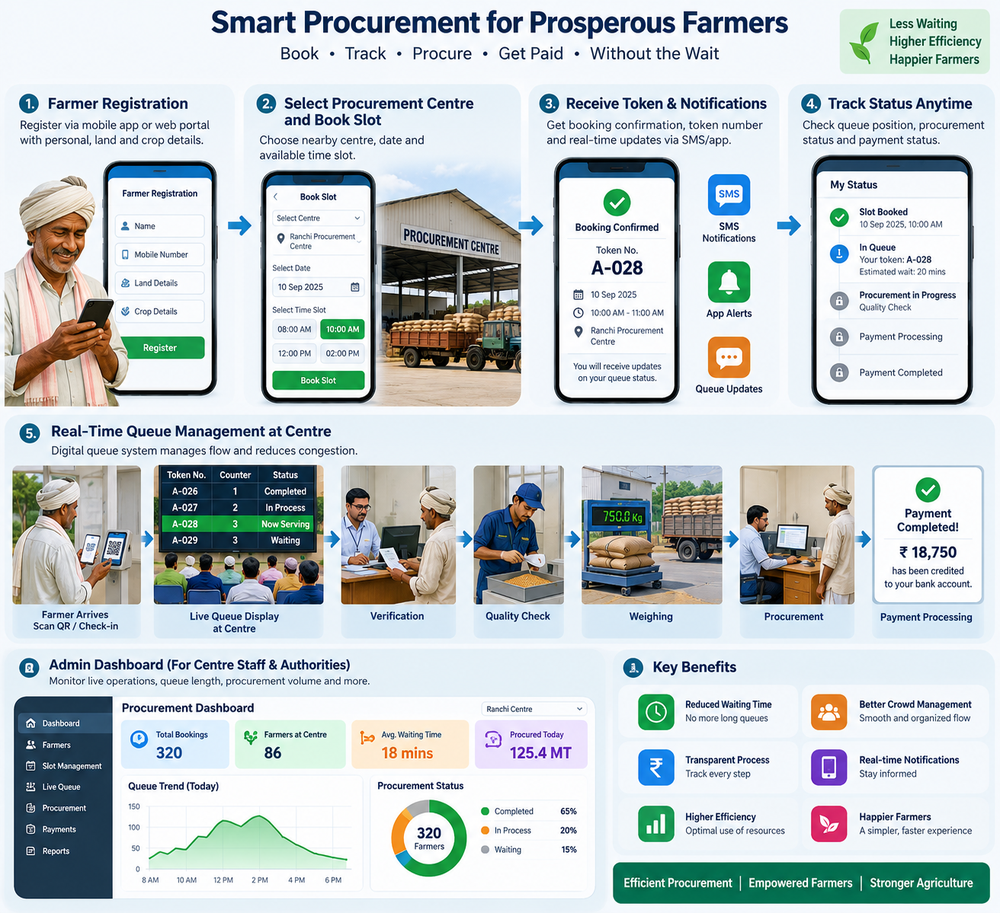 Smart Procurement for Prosperous Farmers
Book • Track • Procure • Get Paid • Without the Wait
Less Waiting
Higher Efficiency
Happier Farmers
1. Farmer Registration
Register via mobile app or web portal
with personal, land and crop details.
Farmer Registration
Name
Mobile Number
Land Details
Crop Details
Register
2. Select Procurement Centre
and Book Slot
Choose nearby centre, date and
available time slot.
Book Slot
Select Centre
Ranchi Procurement
Centre
Select Date
10 Sep 2025
Select Time Slot
08:00 AM 10:00 AM
12:00 PM 02:00 PM
Book Slot
PROCUREMENT CENTRE
3. Receive Token & Notifications
Get booking confirmation, token number
and real-time updates via SMS/app.
Booking Confirmed
Token No.
A-028
10 Sep 2025
10:00 AM - 11:00 AM
Ranchi Procurement
Centre
You will receive updates
on your queue status.
SMS
SMS
Notifications
App Alerts
Queue Updates
4. Track Status Anytime
Check queue position, procurement
status and payment status.
My Status
Slot Booked
10 Sep 2025, 10:00 AM
In Queue
Your token: A-028
Estimated wait: 20 mins
Procurement in Progress
Quality Check
Payment Processing
Payment Completed
5. Real-Time Queue Management at Centre
Digital queue system manages flow and reduces congestion.
Token No. Counter Status
A-026 1 Completed
A-027 2 In Process
A-028 3 Now Serving
A-029 3 Waiting
750.0 Kg
Payment
Completed!
₹ 18,750
has been credited
to your bank account.
Farmer Arrives
Scan QR / Check-in
Live Queue Display
at Centre
Verification
Quality Check
Weighing
Procurement
Payment Processing
Admin Dashboard (For Centre Staff & Authorities)
Monitor live operations, queue length, procurement volume and more.
Dashboard
Farmers
Slot Management
Live Queue
Procurement
Rayments
Reports
Procurement Dashboard
Ranchi Centre
Total Bookings
320
Farmers at Centre
86
Avg. Waiting Time
18 mins
Procured Today
125.4 MT
Queue Trend (Today)
150
100
50
0
8 AM 10 AM 12 PM 2 PM 4 PM 6 PM
Procurement Status
320
Farmers
Completed 65%
In Process 20%
Waiting 15%
Key Benefits
Reduced Waiting Time
No more long queues
Better Crowd Management
Smooth and organized flow
Transparent Process
Track every step
Real-time Notifications
Stay informed
Higher Efficiency
Optimal use of resources
Happier Farmers
A simpler, faster experience
Efficient Procurement | Empowered Farmers | Stronger Agriculture